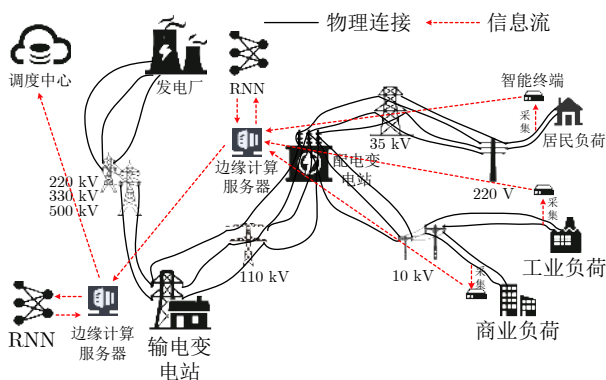 物理连接
信息流
调度中心
发电厂
RNN
智能终端
采集
居民负荷
35 kV
边缘计算
服务器
配电变
电站
220 kV
330 kV
500 kV
220 V
采集
工业负荷
110 kV
10 kV
采集
商业负荷
RNN
边缘计算
服务器
输电变
电站